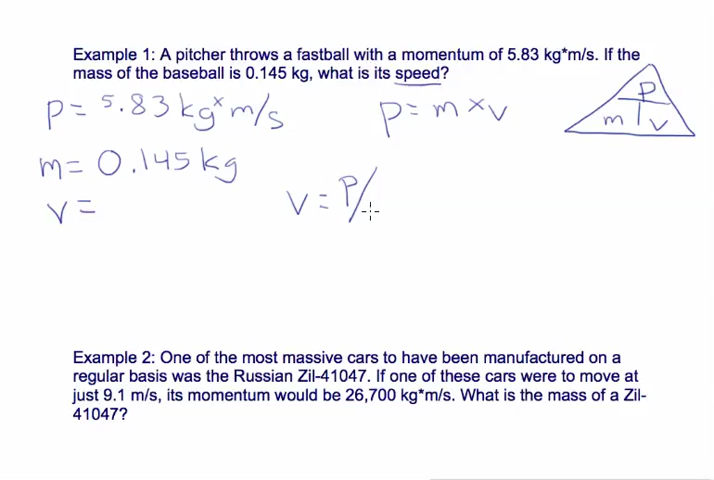 Example 1: A pitcher throws a fastball with a momentum of 5.83 kg*m/s. If the
mass of the baseball is 0.145 kg, what is its speed?
p = 5.83 kg x m/s
p = m x v
p
m v
m = 0.145 kg
v =
v = p/
Example 2: One of the most massive cars to have been manufactured on a
regular basis was the Russian Zil-41047. If one of these cars were to move at
just 9.1 m/s, its momentum would be 26,700 kg*m/s. What is the mass of a Zil-
41047?